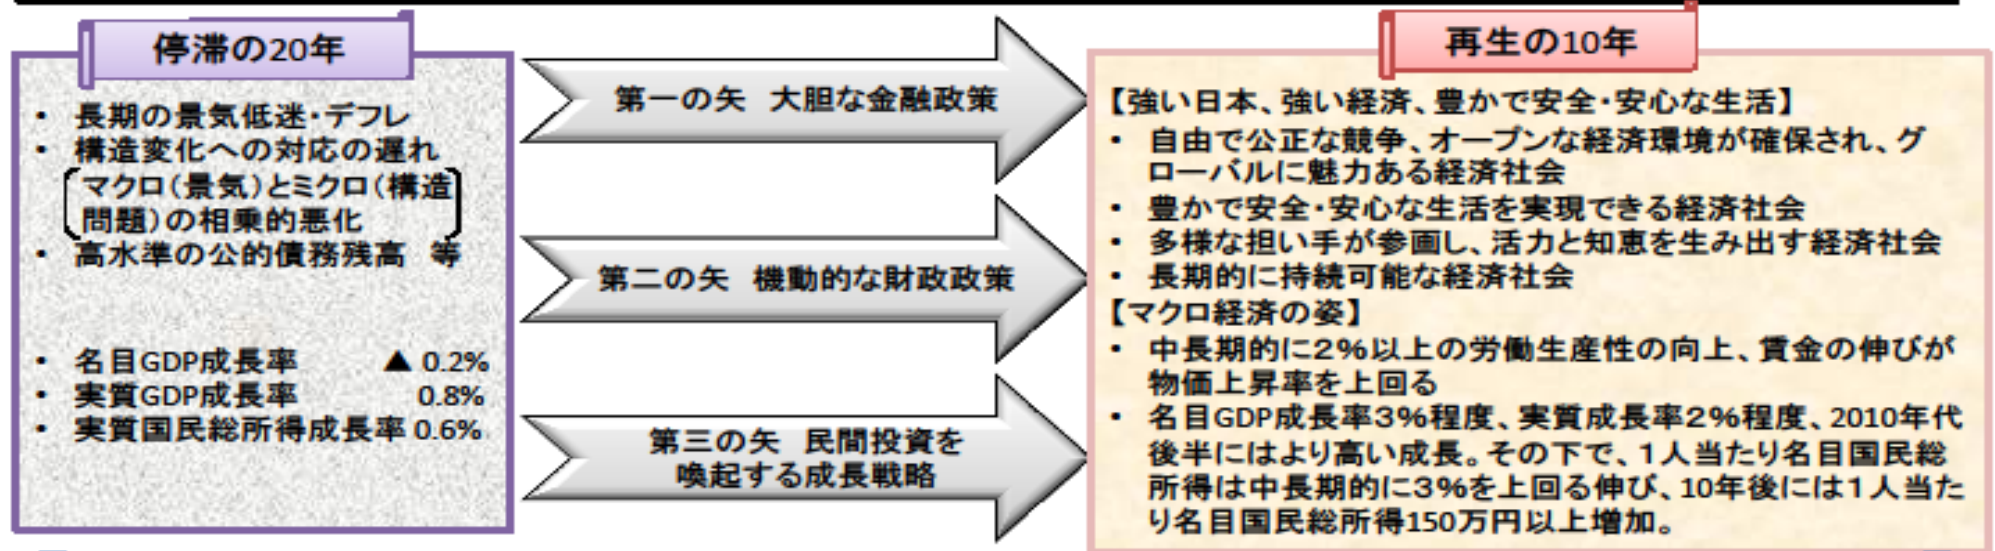 停滞の20年
・ 長期の景気低迷・デフレ
・ 構造変化への対応の遅れ
マクロ(景気)とミクロ(構造
問題)の相乗的悪化
・ 高水準の公的債務残高 等
・ 名目GDP成長率 ▲ 0.2%
・ 実質GDP成長率 0.8%
・ 実質国民総所得成長率 0.6%
第一の矢 大胆な金融政策
第二の矢 機動的な財政政策
第三の矢 民間投資を
喚起する成長戦略
再生の10年
【強い日本、強い経済、豊かで安全・安心な生活】
・ 自由で公正な競争、オープンな経済環境が確保され、グ
ローバルに魅力ある経済社会
・ 豊かで安全・安心な生活を実現できる経済社会
・ 多様な担い手が参画し、活力と知恵を生み出す経済社会
・ 長期的に持続可能な経済社会
【マクロ経済の姿】
・ 中長期的に2%以上の労働生産性の向上、賃金の伸びが
物価上昇率を上回る
・ 名目GDP成長率3%程度、実質成長率2%程度、2010年代
後半にはより高い成長。その下で、1人当たり名目国民総
所得は中長期的に3%を上回る伸び、10年後には1人当た
り名目国民総所得150万円以上増加。